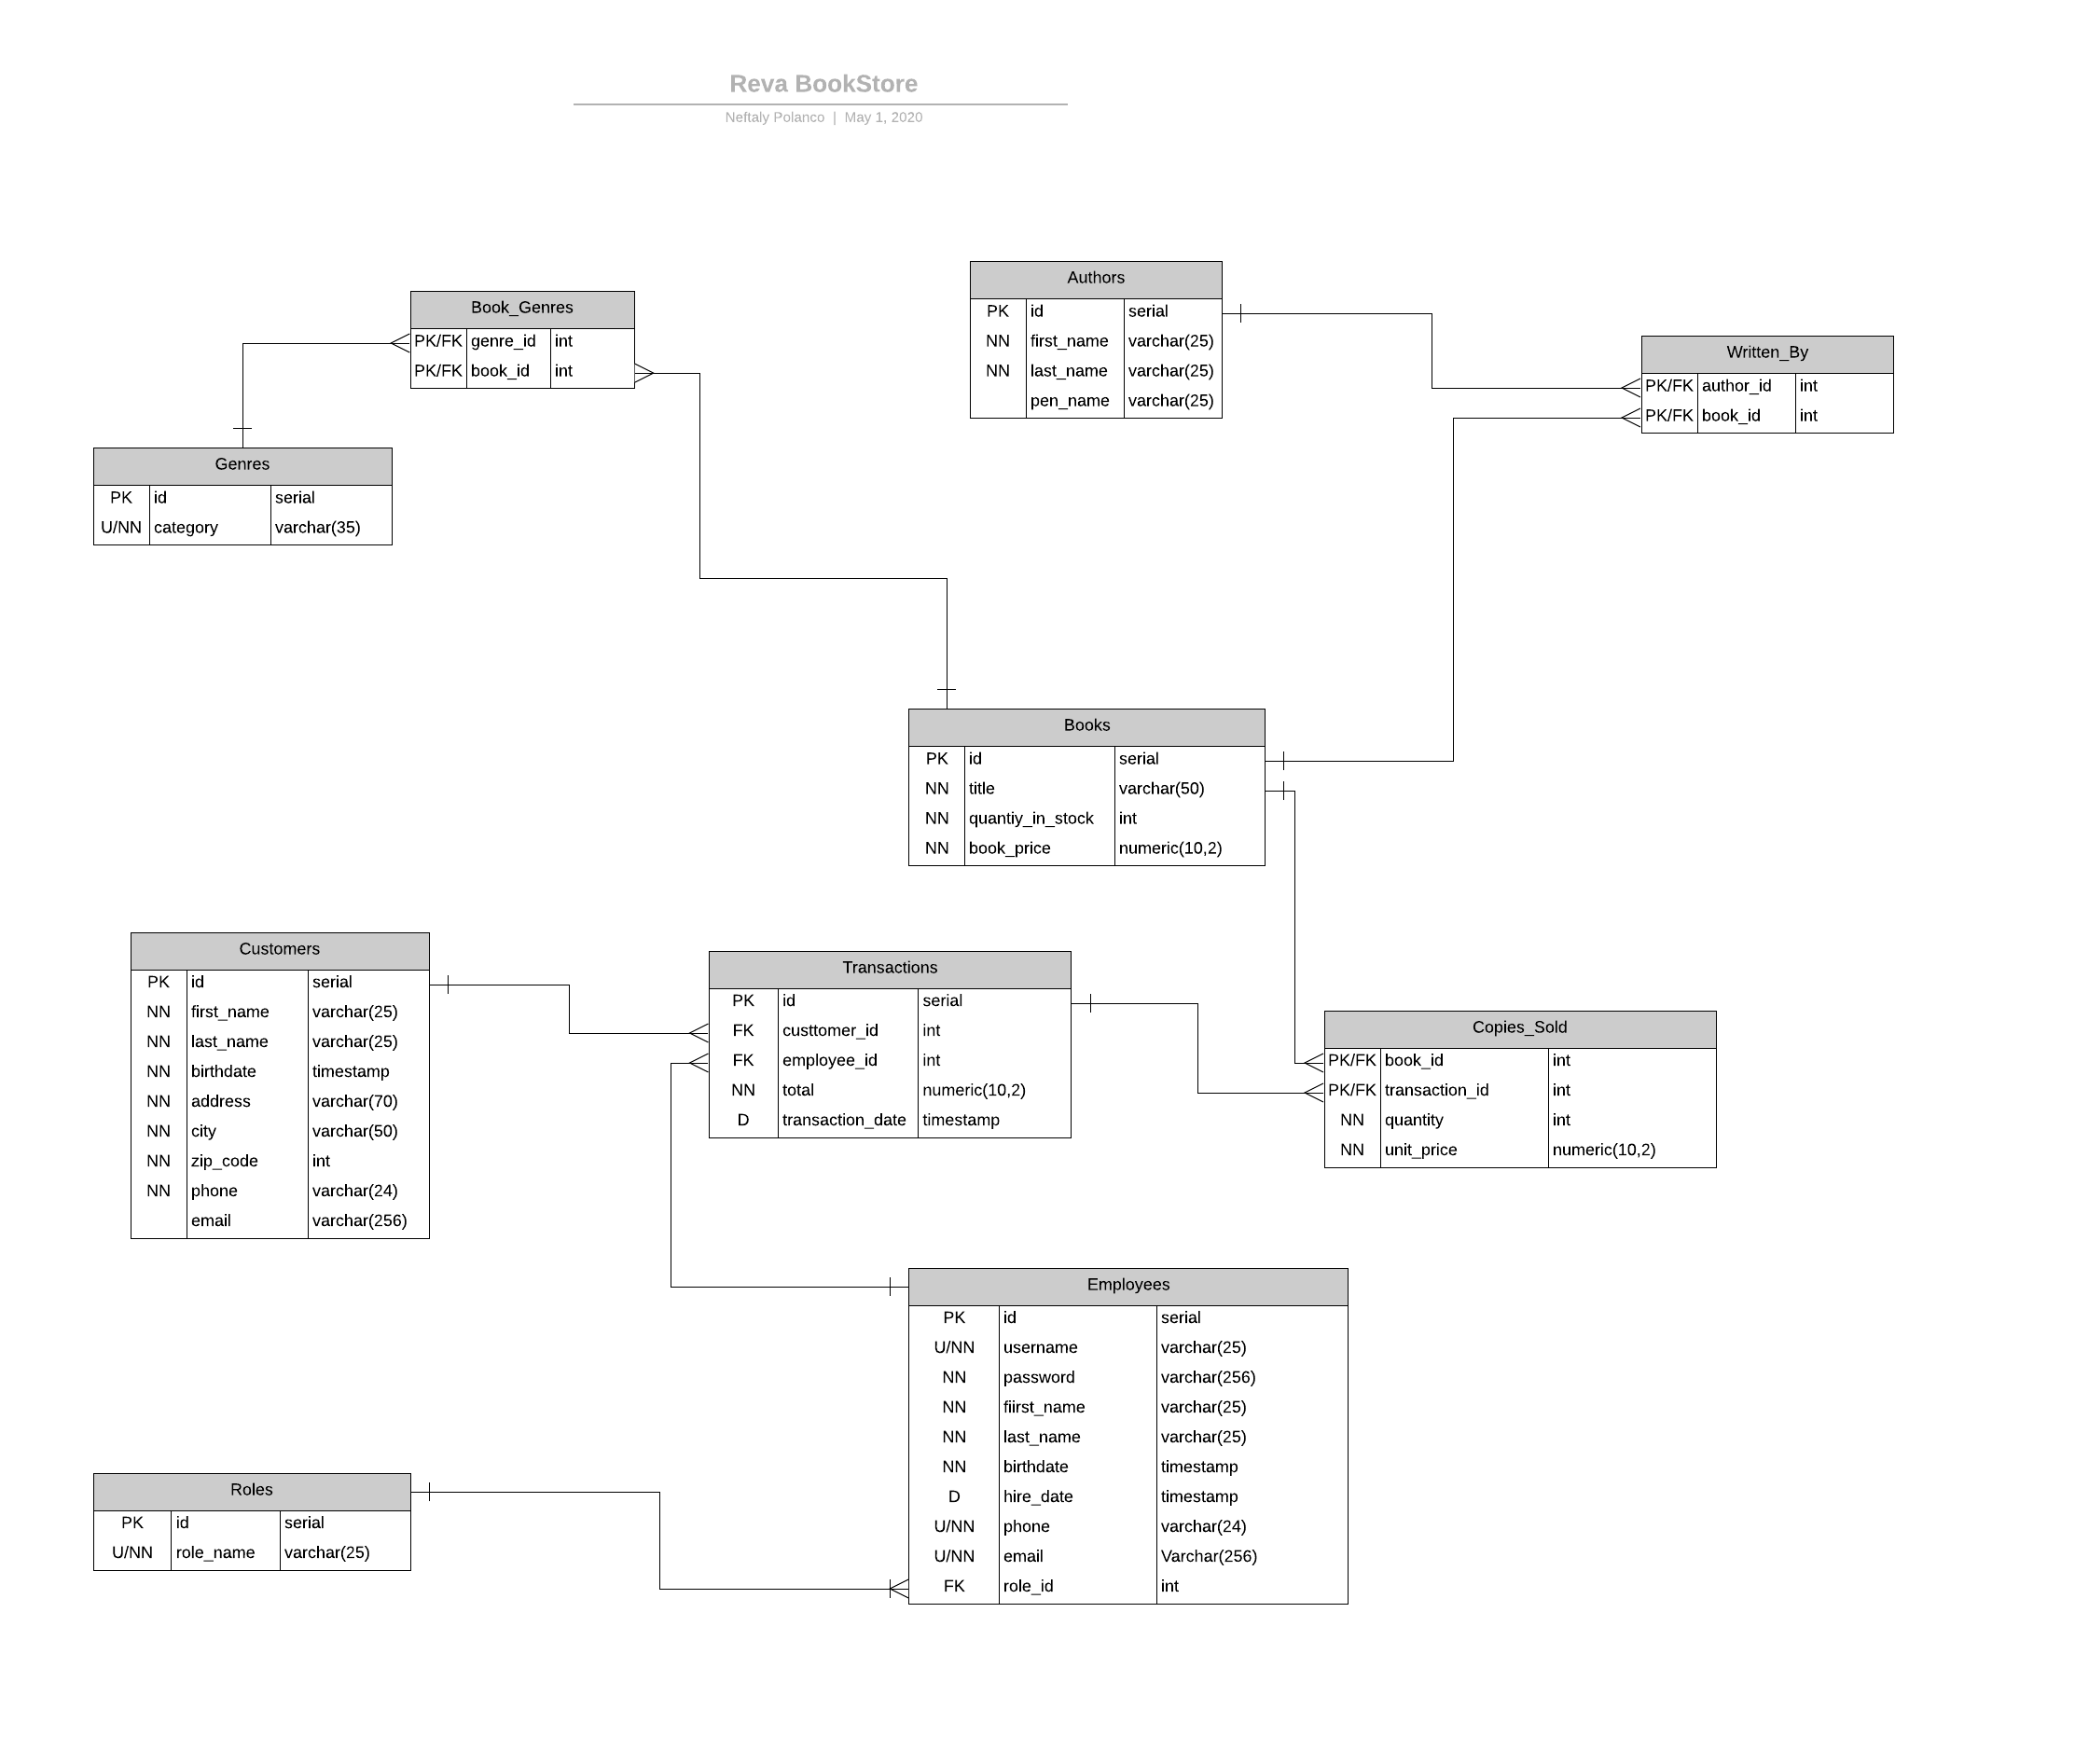 Reva BookStore
Neftaly Polanco | May 1, 2020
Authors
PK id serial
NN first_name varchar(25)
NN last_name varchar(25)
pen_name varchar(25)
Book_Genres
PK/FK genre_id int
PK/FK book_id int
Written_By
PK/FK author_id int
PK/FK book_id int
Genres
PK id serial
U/NN category varchar(35)
Books
PK id serial
NN title varchar(50)
NN quantiy_in_stock int
NN book_price numeric(10,2)
Customers
PK id serial
NN first_name varchar(25)
NN last_name varchar(25)
NN birthdate timestamp
NN address varchar(70)
NN city varchar(50)
NN zip_code int
NN phone varchar(24)
email varchar(256)
Transactions
PK id serial
FK custtomer_id int
FK employee_id int
NN total numeric(10,2)
D transaction_date timestamp
Copies_Sold
PK/FK book_id int
PK/FK transaction_id int
NN quantity int
NN unit_price numeric(10,2)
Employees
PK id serial
U/NN username varchar(25)
NN password varchar(256)
NN fiirst_name varchar(25)
NN last_name varchar(25)
NN birthdate timestamp
D hire_date timestamp
U/NN phone varchar(24)
U/NN email Varchar(256)
FK role_id int
Roles
PK id serial
U/NN role_name varchar(25)